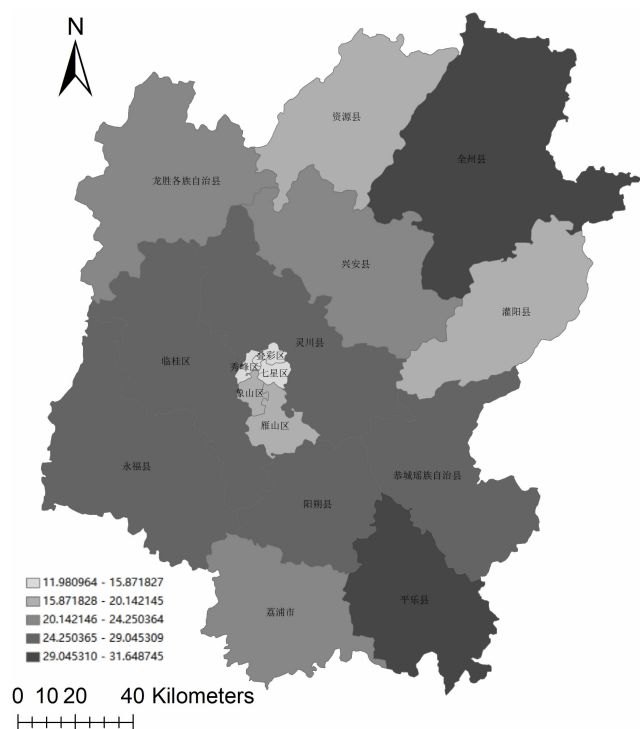 N
资源县
全州县
龙胜各族自治县
兴安县
灌阳县
灵川县
叠彩区
临桂区
秀峰区
七星区
象山区
雁山区
永福县
恭城瑶族自治县
阳朔县
平乐县
荔浦市
11.980964 - 15.871827
15.871828 - 20.142145
20.142146 - 24.250364
24.250365 - 29.045309
29.045310 - 31.648745
0 10 20 40 Kilometers